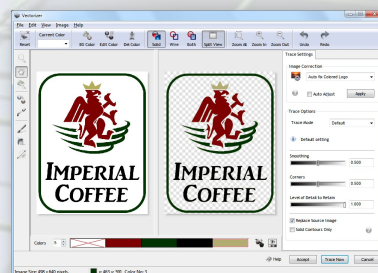 Vectorizer
File Edit View Image Help
Reset
Current Color
BG Color Edit Color Del Color
Solid Wire Both
Split View
Zoom All Zoom In Zoom Out
Undo Redo
Trace Settings
Image Correction
Auto fix Colored Logo
Auto Adjust
Apply
Trace Options
Trace Mode
Default
Default setting
Smoothing
0.500
Corners
0.500
Level of Detail to Retain
1.000
Replace Source Image
Solid Contours Only
IMPERIAL
COFFEE
IMPERIAL
COFFEE
Colors 5
Help
Accept
Trace Now
Cancel